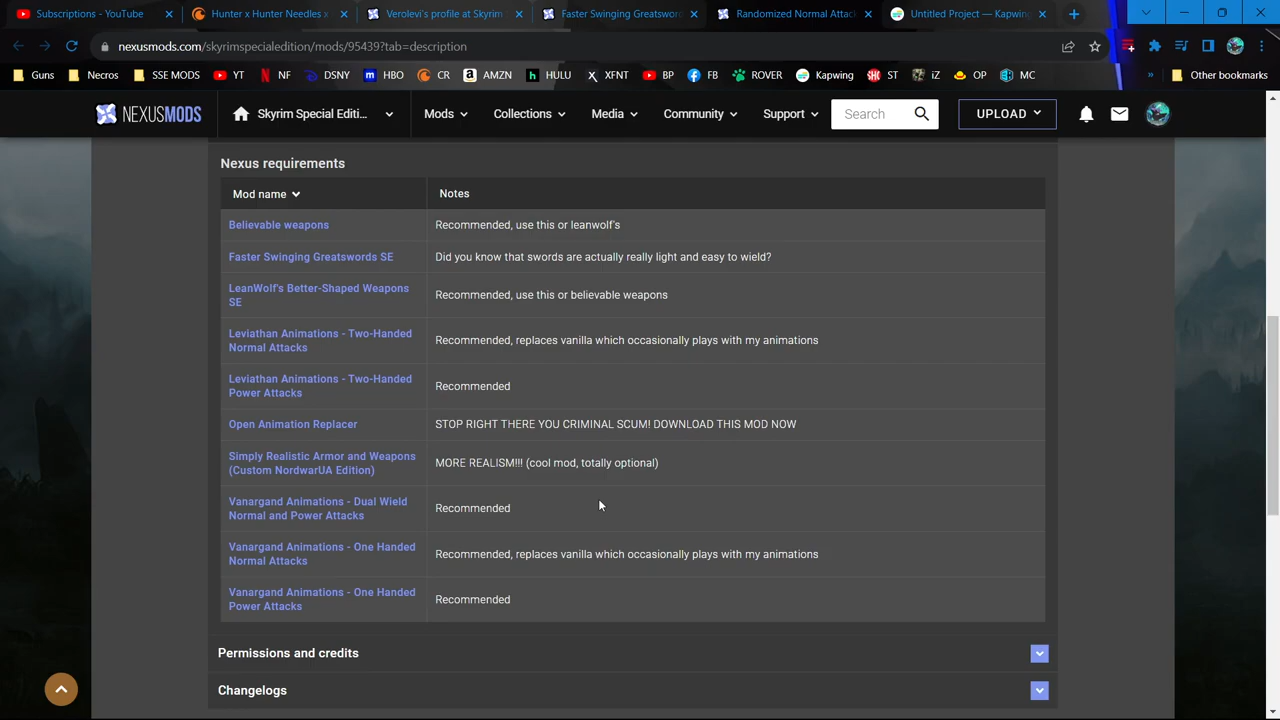 Subscriptions - YouTube
Hunter x Hunter Needles x
Verolevi's profile at Skyrim
Faster Swinging Greatswor
Randomized Normal Attac
Untitled Project — Kapwing
nexusmods.com/skyrimspecialedition/mods/95439?tab=description
Guns
Necros
SSE MODS
YT
NF
DSNY
HBO
CR
AMZN
HULU
XFNT
BP
FB
ROVER
Kapwing
ST
iZ
OP
MC
»
Other bookmarks
NEXUSMODS
Skyrim Special Editi...
Mods
Collections
Media
Community
Support
Search
UPLOAD
Nexus requirements
Mod name
Notes
Believable weapons
Recommended, use this or leanwolf's
Faster Swinging Greatswords SE
Did you know that swords are actually really light and easy to wield?
LeanWolf's Better-Shaped Weapons
SE
Recommended, use this or believable weapons
Leviathan Animations - Two-Handed
Normal Attacks
Recommended, replaces vanilla which occasionally plays with my animations
Leviathan Animations - Two-Handed
Power Attacks
Recommended
Open Animation Replacer
STOP RIGHT THERE YOU CRIMINAL SCUM! DOWNLOAD THIS MOD NOW
Simply Realistic Armor and Weapons
(Custom NordwarUA Edition)
MORE REALISM!!! (cool mod, totally optional)
Vanargand Animations - Dual Wield
Normal and Power Attacks
Recommended
Vanargand Animations - One Handed
Normal Attacks
Recommended, replaces vanilla which occasionally plays with my animations
Vanargand Animations - One Handed
Power Attacks
Recommended
Permissions and credits
Changelogs